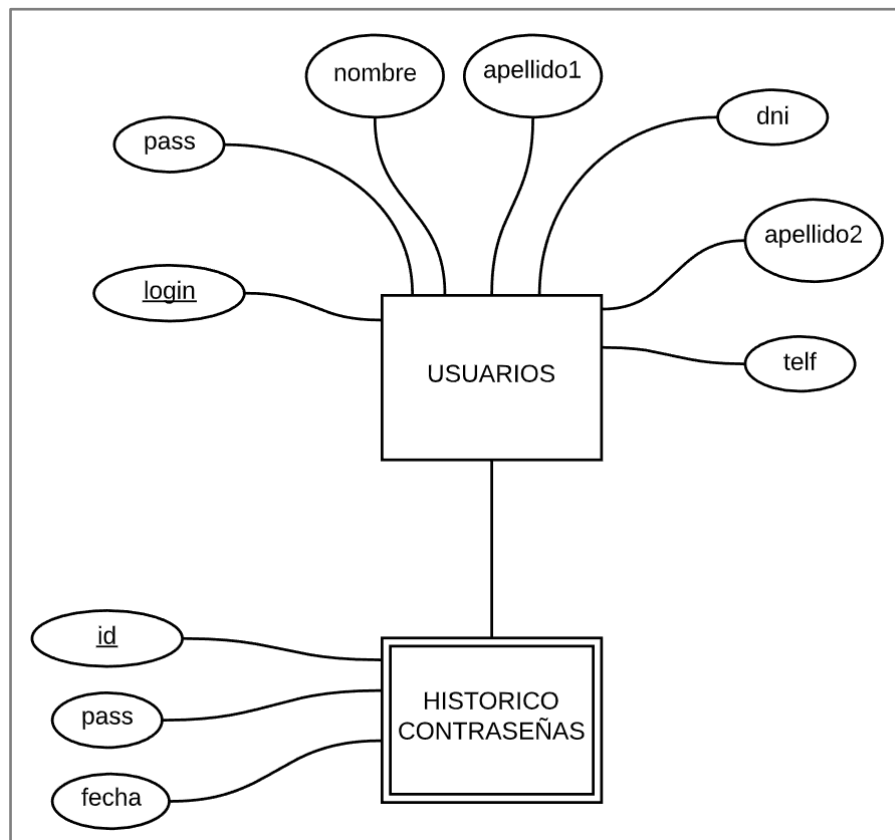 nombre
apellido1
dni
pass
apellido2
login
telf
USUARIOS
id
pass
fecha
HISTORICO
CONTRASEÑAS